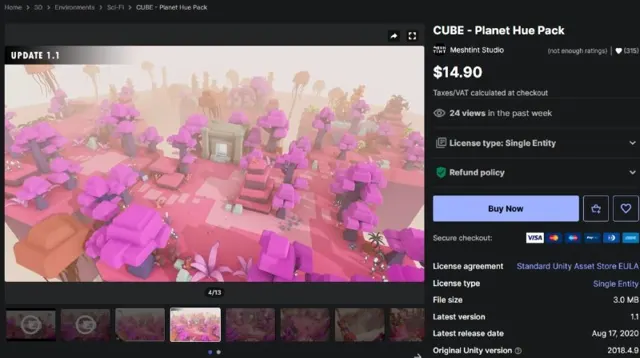 Home > 3D > Environments > Sci-Fi > CUBE - Planet Hue Pack
UPDATE 1.1
4/13
CUBE - Planet Hue Pack
Meshtint Studio
(not enough ratings) | (315)
$14.90
Taxes/VAT calculated at checkout
24 views in the past week
License type: Single Entity
Refund policy
Buy Now
Secure checkout: VISA
License agreement Standard Unity Asset Store EULA
License type Single Entity
File size 3.0 MB
Latest version 1.1
Latest release date Aug 17, 2020
Original Unity version 2018.4.9